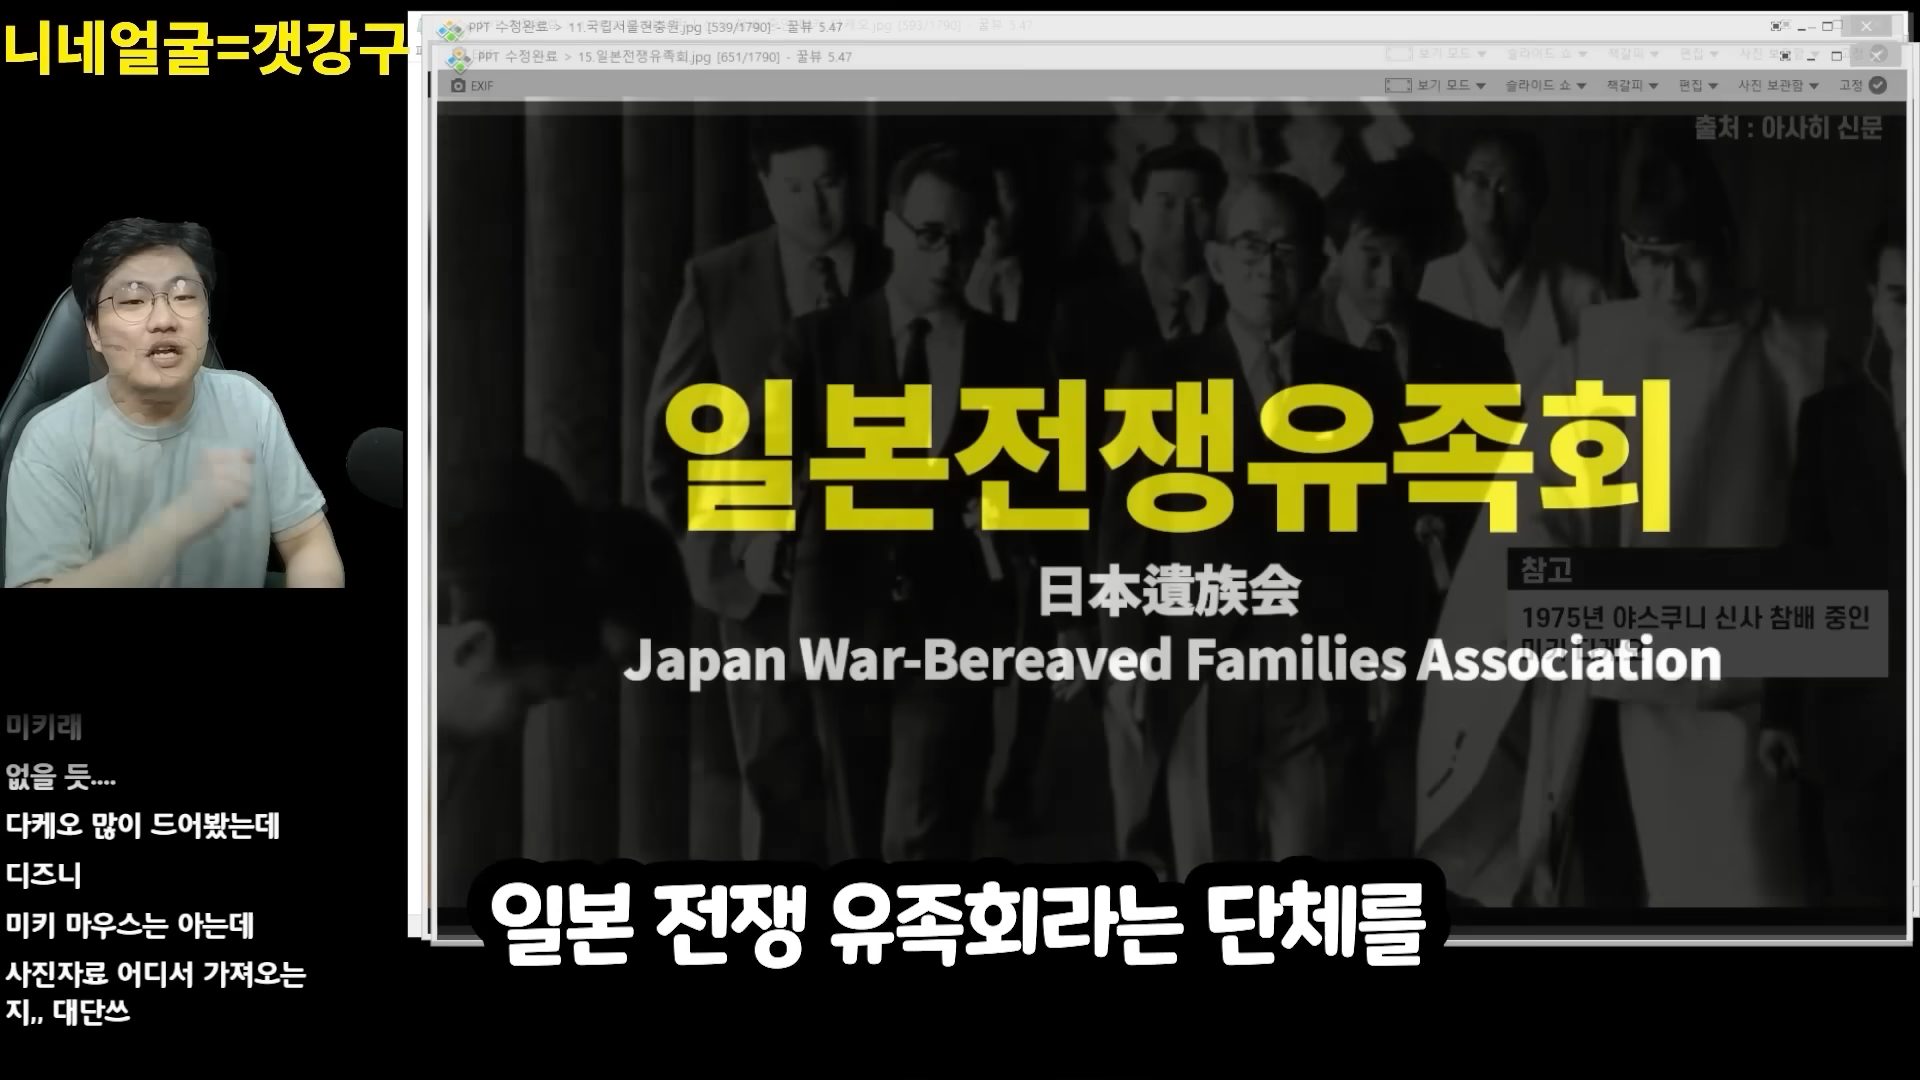 니네얼굴=갯강구
PPT 수정완료 > 11.국립서울현충원.jpg [539/1790] - 꿀뷰 5.47
PPT 수정완료 > 15.일본전쟁유족회.jpg [651/1790] - 꿀뷰 5.47
EXIF
보기 모드
슬라이드 쇼
책갈피
편집
사진 보관함
고정
출처 : 아사히 신문
일본전쟁유족회
日本遺族会
Japan War-Bereaved Families Association
참고
1975년 야스쿠니 신사 참배 중인
일본 전쟁 유족회라는 단체를
미키래
없을 듯....
다케오 많이 드어봤는데
디즈니
미키 마우스는 아는데
사진자료 어디서 가져오는
지,, 대단쓰